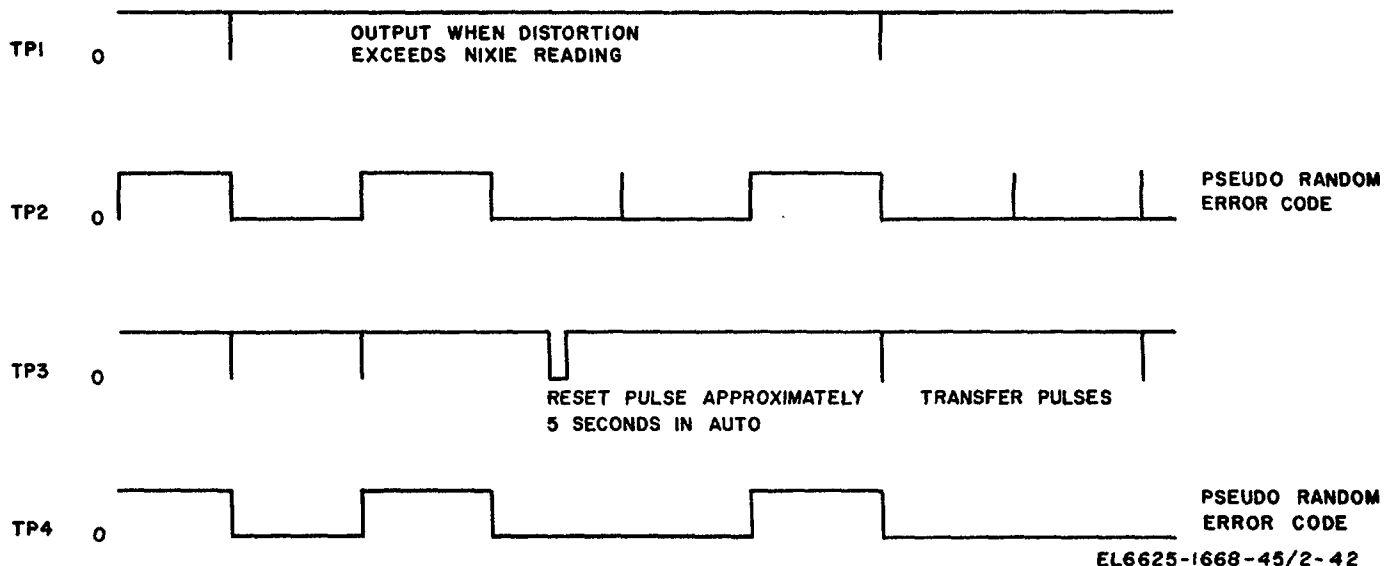 TP1 0 OUTPUT WHEN DISTORTION
EXCEEDS NIXIE READING
TP2 0 PSEUDO RANDOM
ERROR CODE
TP3 0
RESET PULSE APPROXIMATELY TRANSFER PULSES
5 SECONDS IN AUTO
TP4 0 PSEUDO RANDOM
ERROR CODE
EL6625-1668-45/2-42